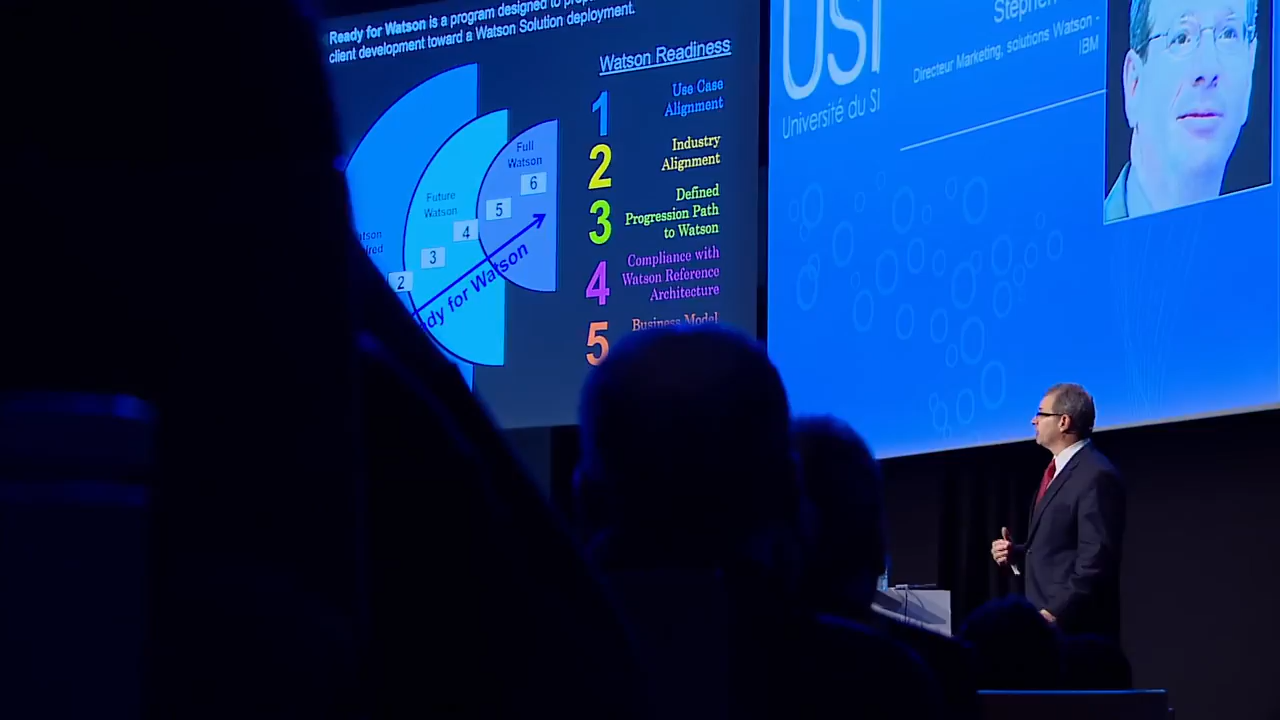 Ready for Watson is a program designed to
client development toward a Watson Solution deployment.
Watson Readiness
1
Use Case
Alignment
2
Industry
Alignment
3
Defined
Progression Path
to Watson
4
Compliance with
Watson Reference
Architecture
5
Business Model
Full
Watson
6
5
Future
Watson
4
3
2
for Watson
USI
Université du SI
Directeur Marketing, solutions Watson -
IBM